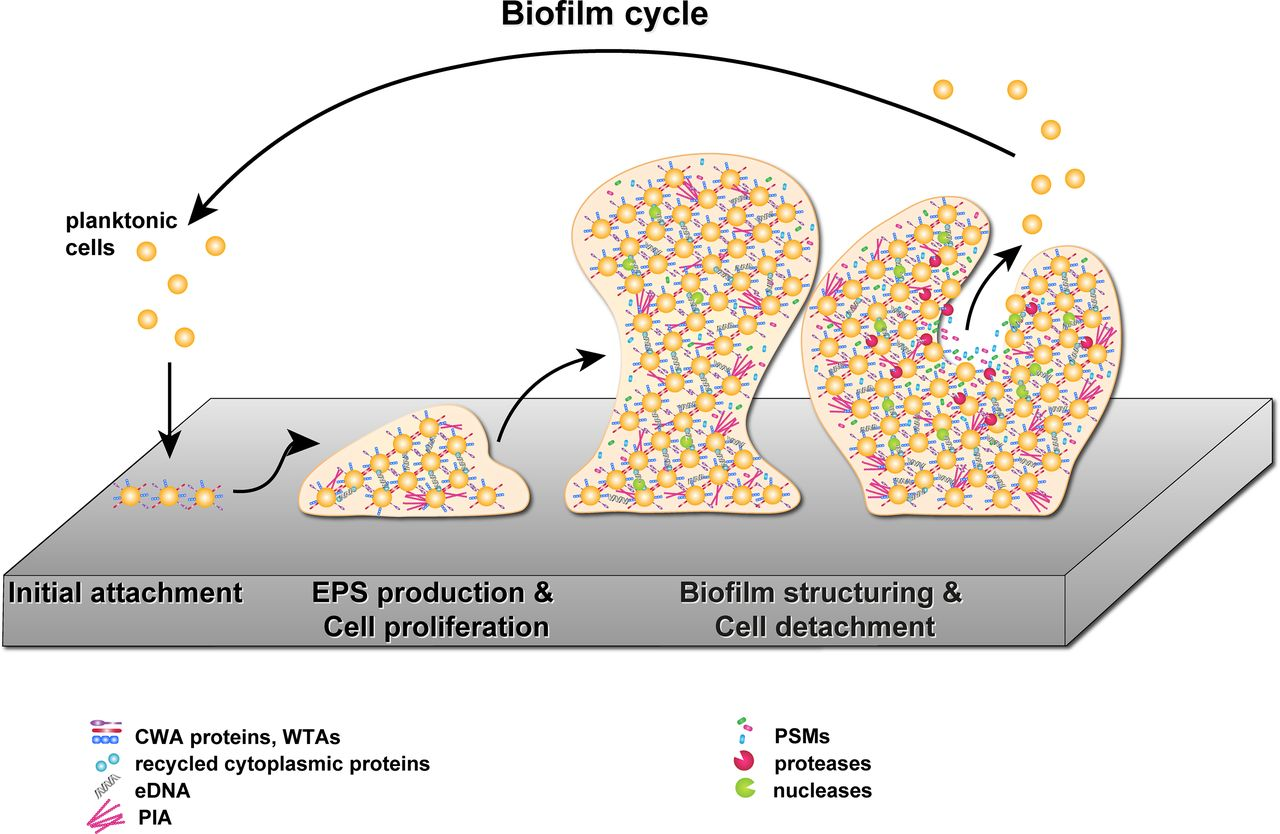 Biofilm cycle
planktonic
cells
Initial attachment
EPS production &
Cell proliferation
Biofilm structuring &
Cell detachment
CWA proteins, WTAs
recycled cytoplasmic proteins
eDNA
PIA
PSMs
proteases
nucleases